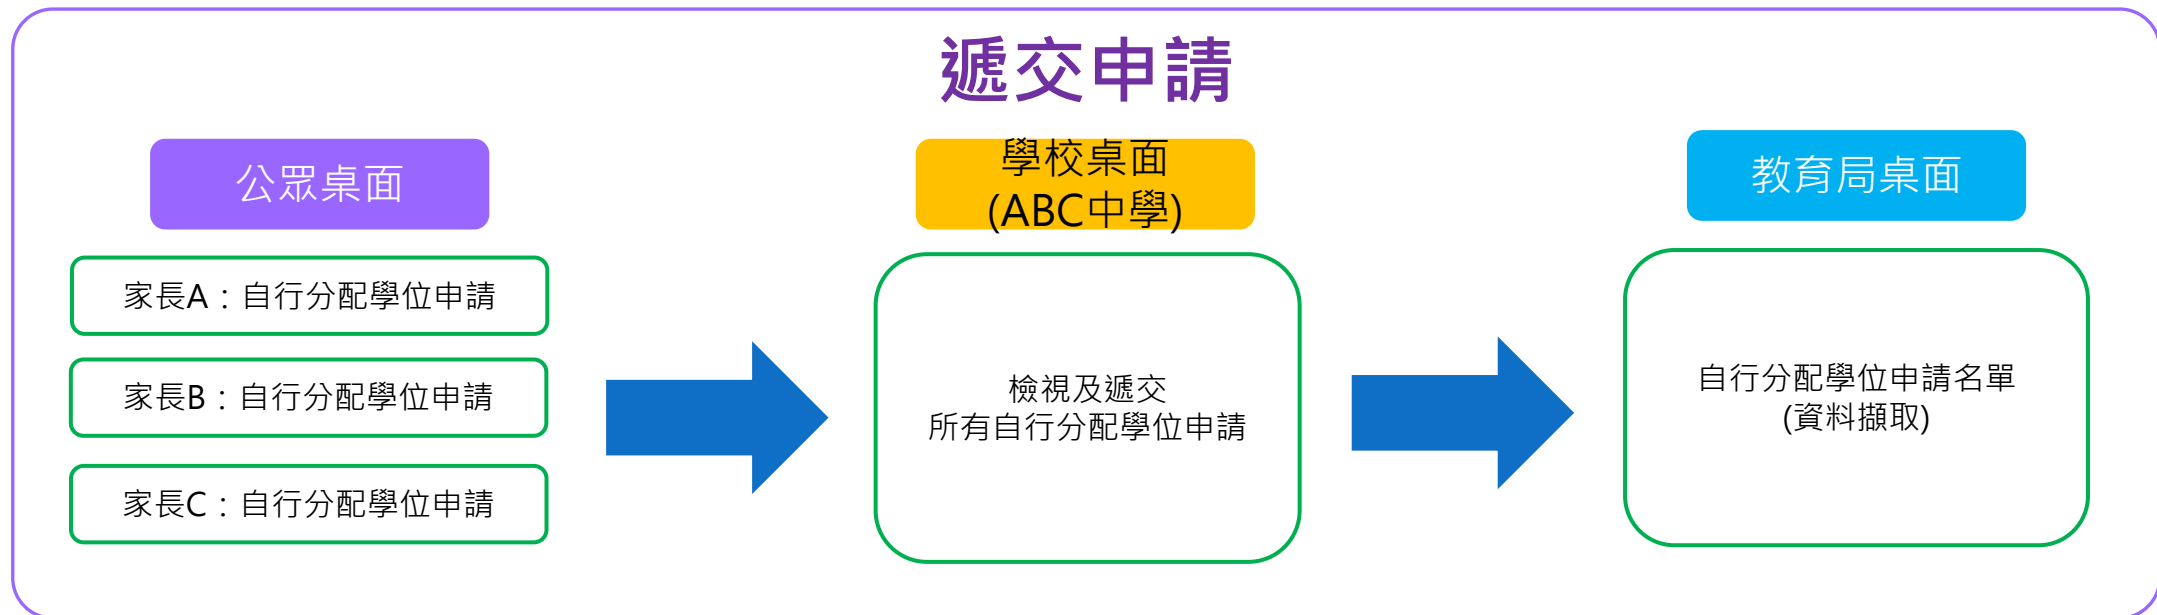 遞交申請
公眾桌面
家長A：自行分配學位申請
家長B：自行分配學位申請
家長C：自行分配學位申請
學校桌面
(ABC中學)
檢視及遞交
所有自行分配學位申請
教育局桌面
自行分配學位申請名單
(資料擷取)